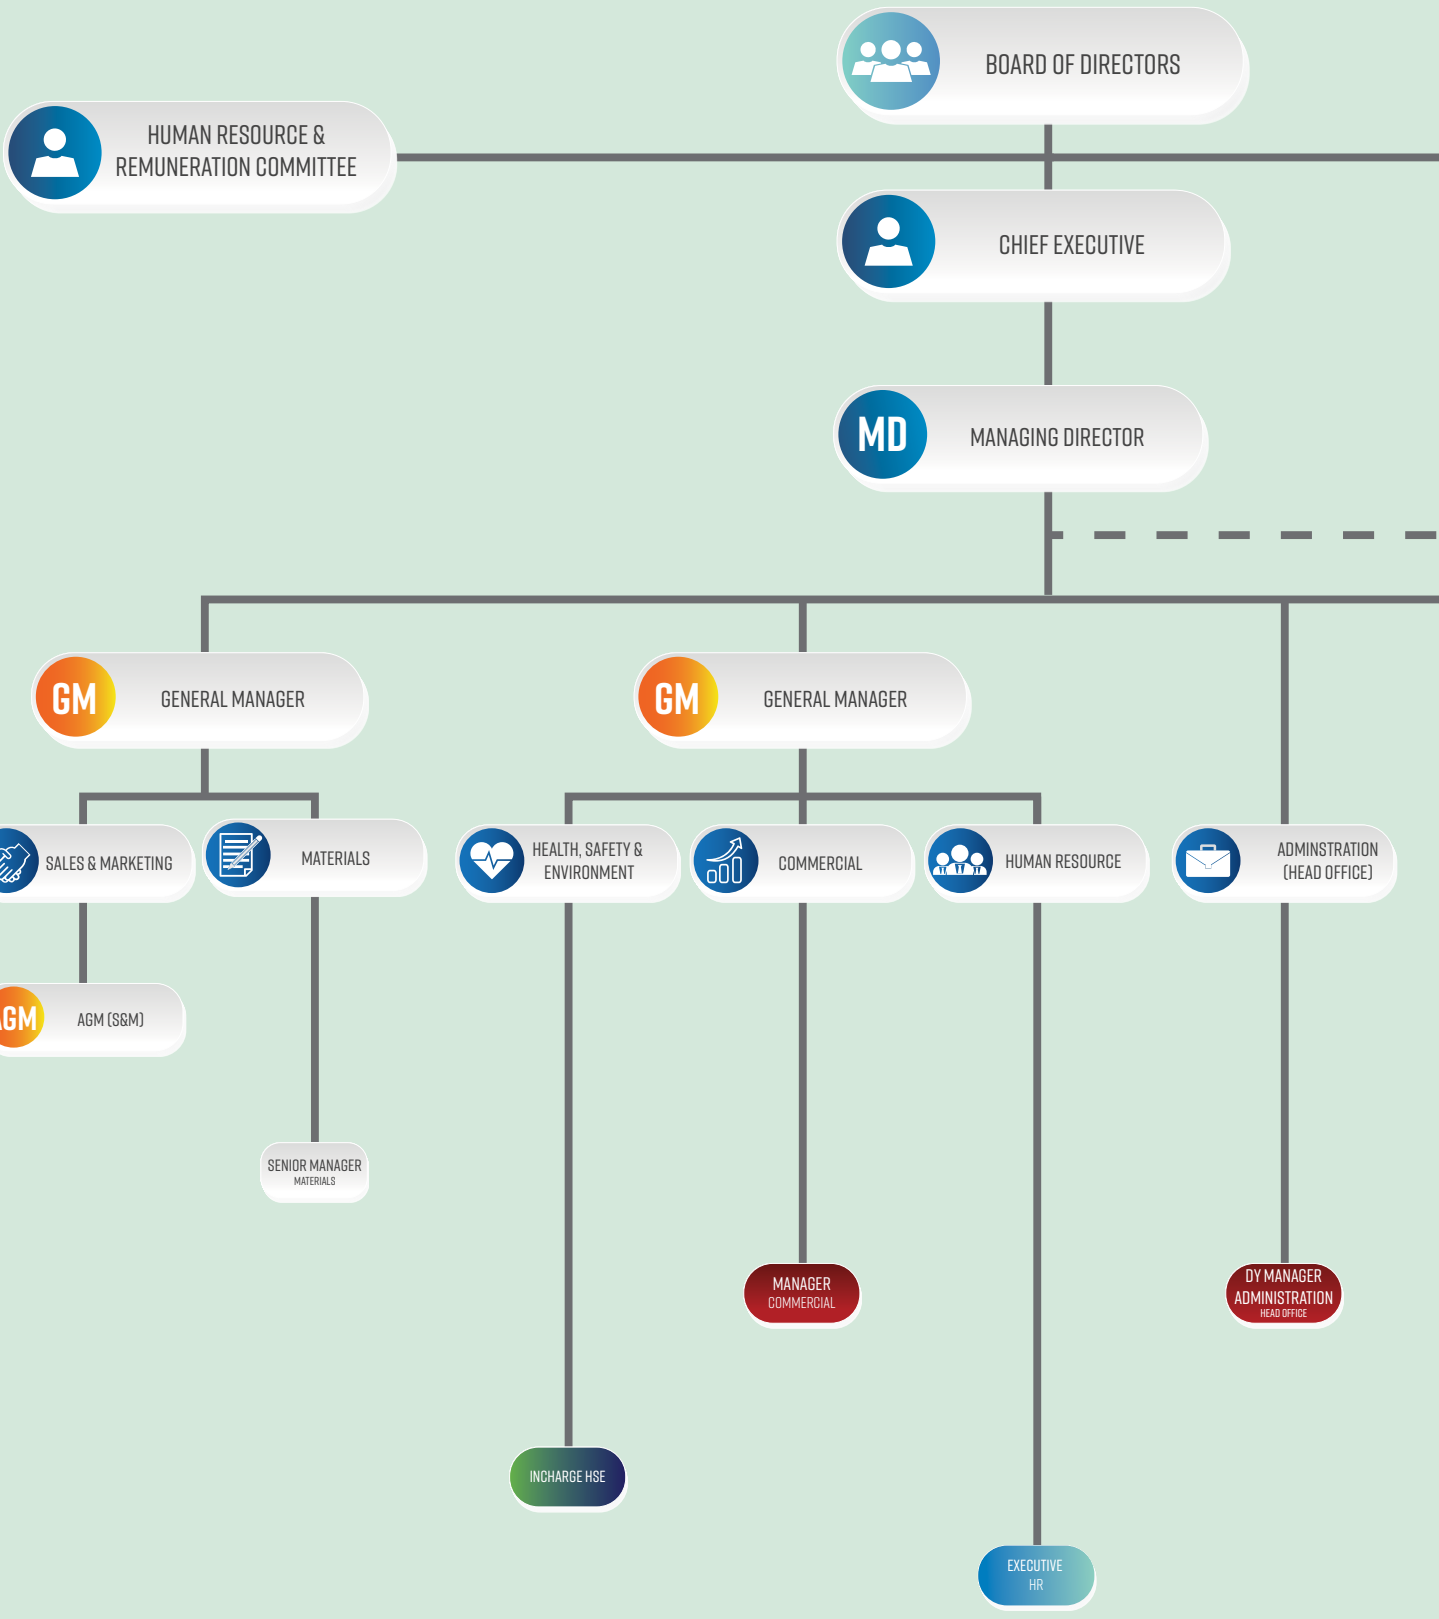 BOARD OF DIRECTORS
HUMAN RESOURCE &
REMUNERATION COMMITTEE
CHIEF EXECUTIVE
MD
MANAGING DIRECTOR
GM
GENERAL MANAGER
GM
GENERAL MANAGER
SALES & MARKETING
MATERIALS
HEALTH, SAFETY &
ENVIRONMENT
COMMERCIAL
HUMAN RESOURCE
ADMINSTRATION
(HEAD OFFICE)
AGM
AGM (S&M)
SENIOR MANAGER
MATERIALS
MANAGER
COMMERCIAL
DY MANAGER
ADMINISTRATION
HEAD OFFICE
INCHARGE HSE
EXECUTIVE
HR